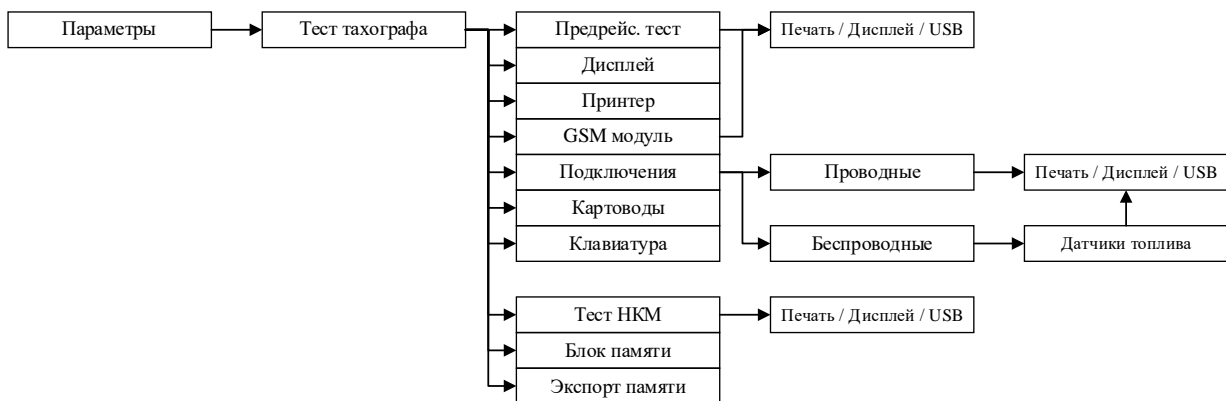 Параметры
Тест тахографа
Предрейс. тест
Печать / Дисплей / USB
Дисплей
Принтер
GSM модуль
Подключения
Проводные
Печать / Дисплей / USB
Картоводы
Клавиатура
Беспроводные
Датчики топлива
Тест НКМ
Печать / Дисплей / USB
Блок памяти
Экспорт памяти